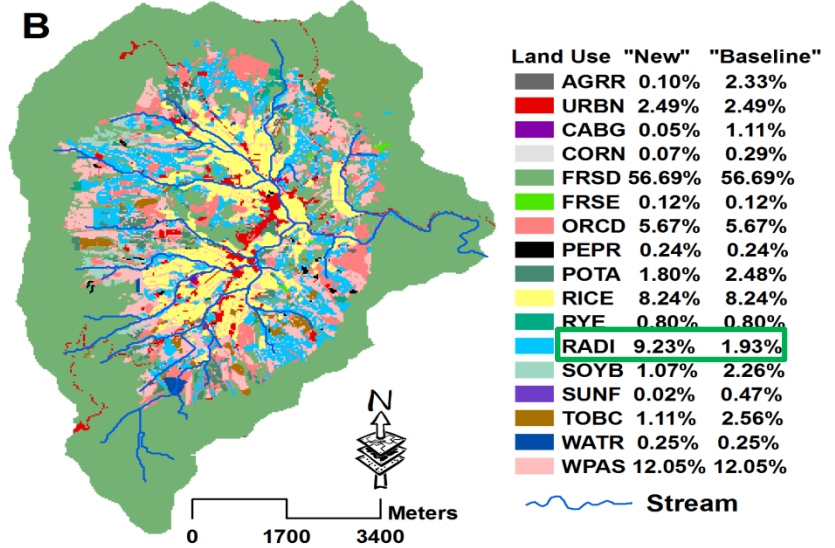 B
Land Use "New" "Baseline"
AGRR 0.10% 2.33%
URBN 2.49% 2.49%
CABG 0.05% 1.11%
CORN 0.07% 0.29%
FRSD 56.69% 56.69%
FRSE 0.12% 0.12%
ORCD 5.67% 5.67%
PEPR 0.24% 0.24%
POTA 1.80% 2.48%
RICE 8.24% 8.24%
RYE 0.80% 0.80%
RADI 9.23% 1.93%
SOYB 1.07% 2.26%
SUNF 0.02% 0.47%
TOBC 1.11% 2.56%
WATR 0.25% 0.25%
WPAS 12.05% 12.05%
Stream
N
Meters
0 1700 3400